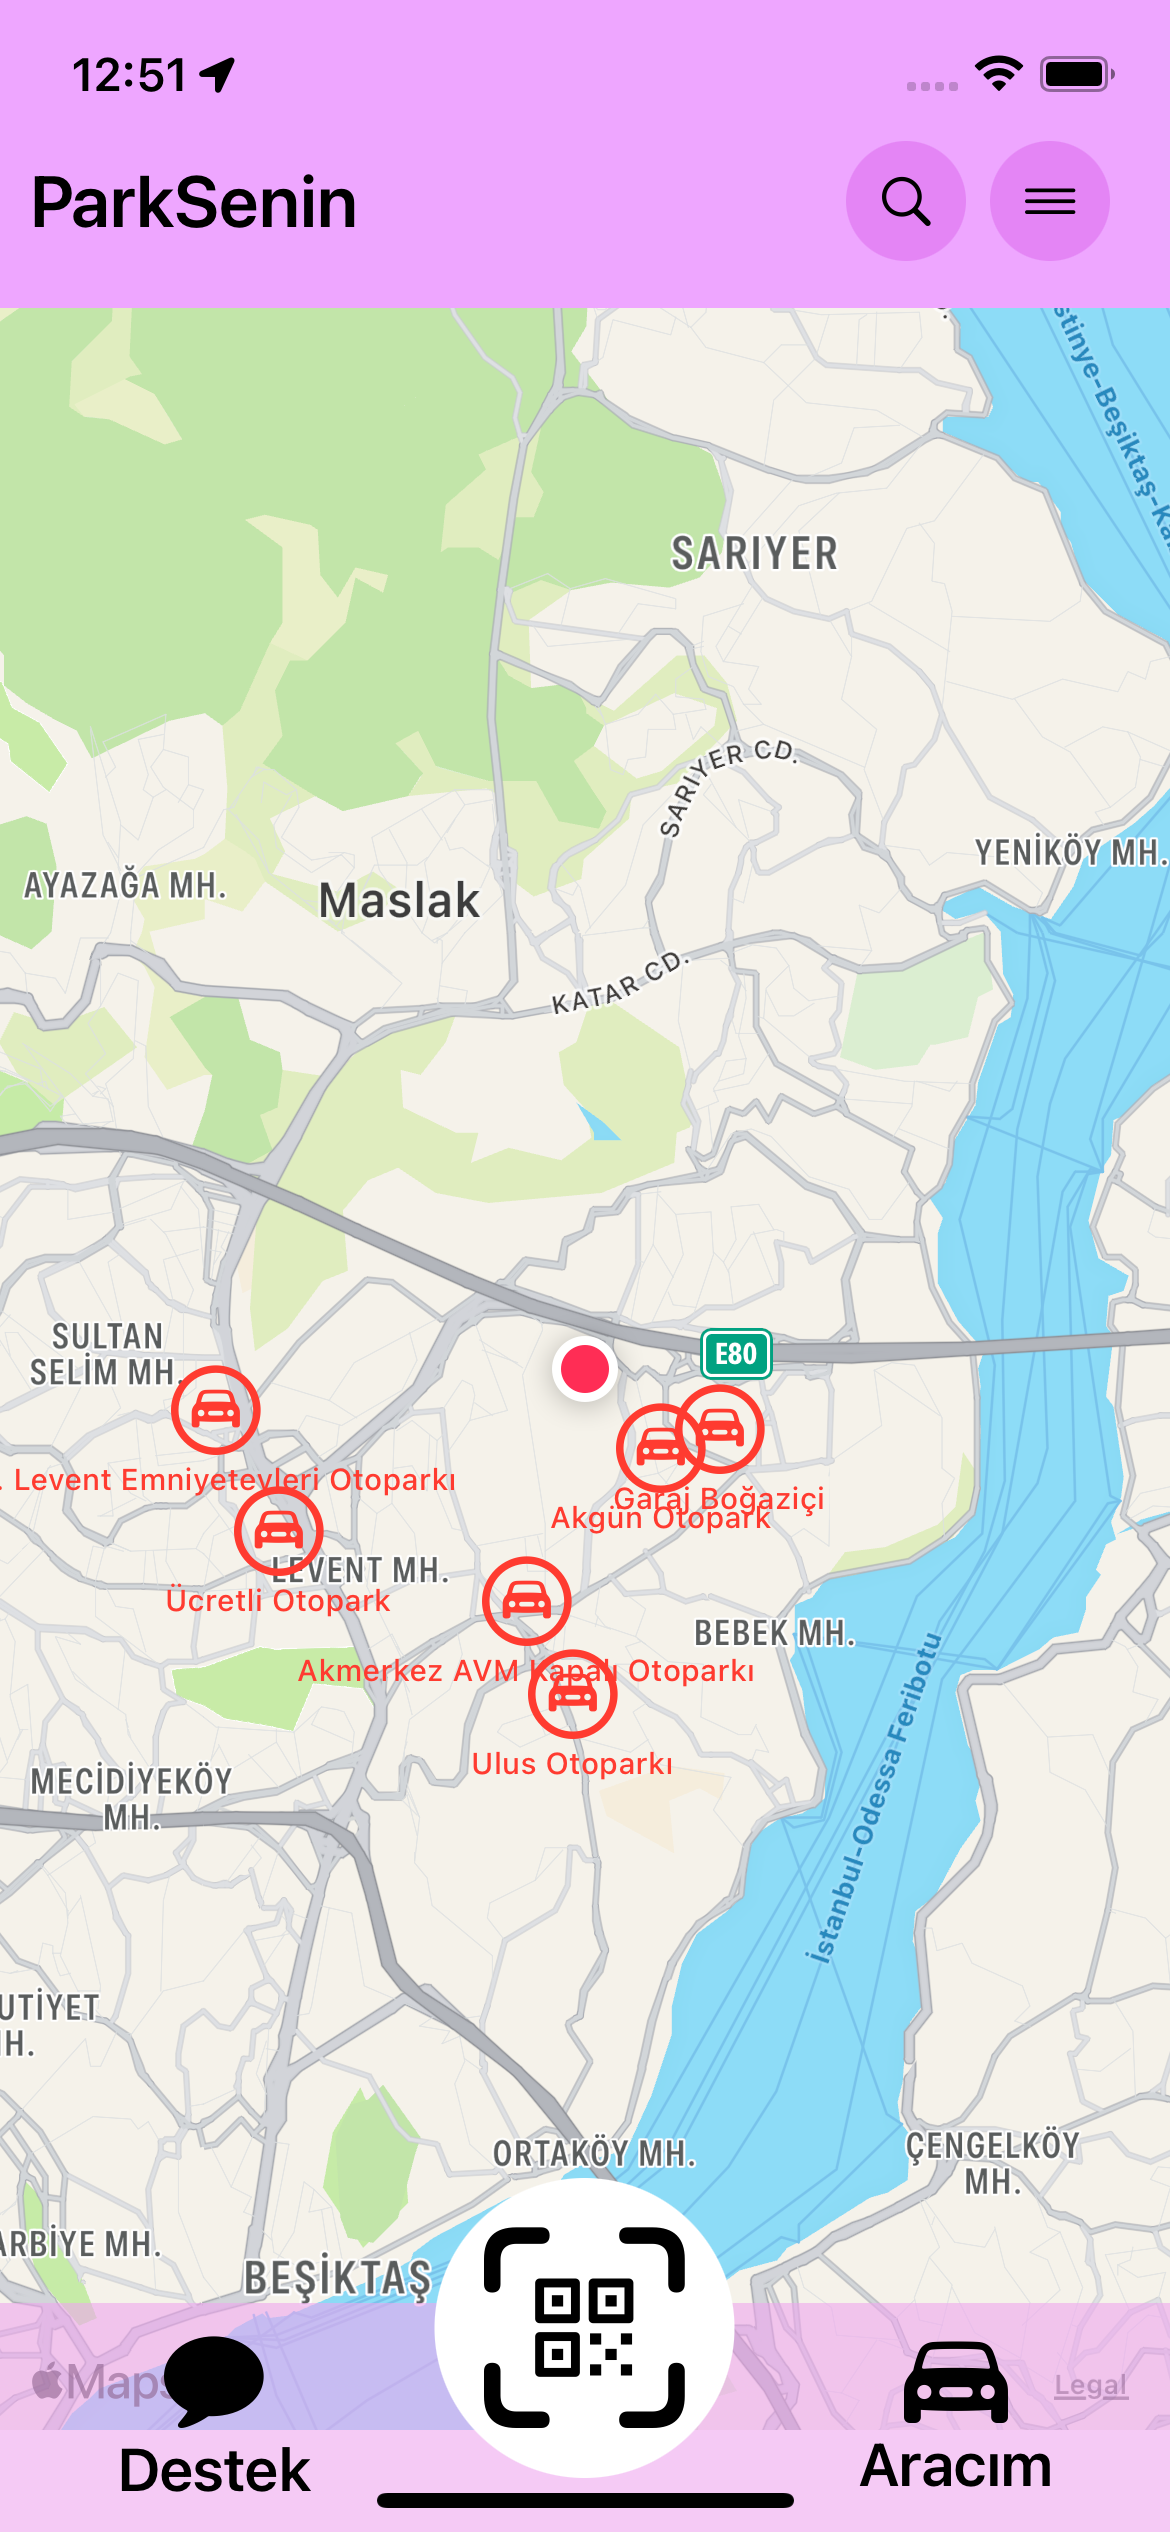 12:51
ParkSenin
stinye-Beşiktaş-Ka
SARIYER
SARIYER CD.
YENİKÖY MH.
AYAZAĞA MH.
Maslak
KATAR CD.
SULTAN
SELİM MH.
E80
. Levent Emniyetevleri Otoparkı
Garaj Boğaziçi
Akgün Otopark
LEVENT MH.
Ücretli Otopark
BEBEK MH.
Akmerkez AVM Kapalı Otoparkı
Ulus Otoparkı
İstanbul-Odessa Feribotu
MECİDİYEKÖY
MH.
UTİYET
H.
ORTAKÖY MH.
ÇENGELKÖY
MH.
ARBİYE MH.
BEŞİKTAŞ
Maps
Legal
Destek
Aracım